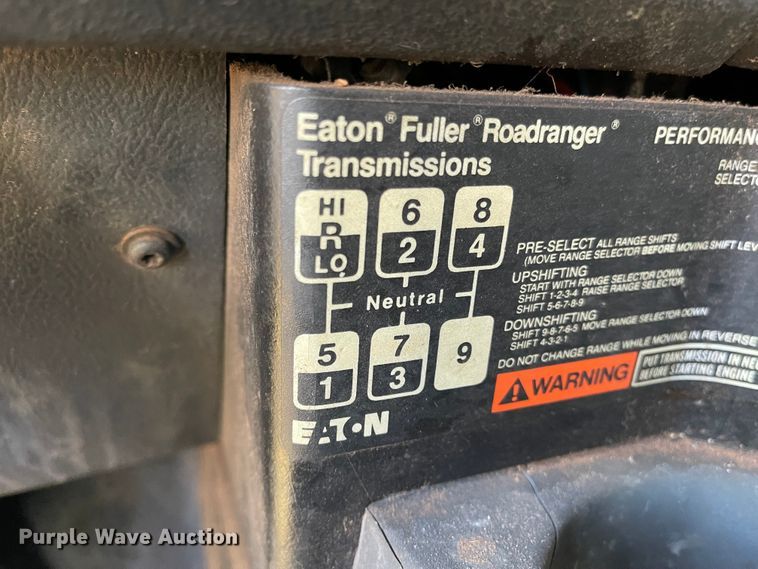 Eaton® Fuller® Roadranger®
Transmissions
PERFORMANC
RANGE
SELECTO
HI 6 8
R
LO 2 4
Neutral
5 7 9
1 3
EATON
PRE-SELECT ALL RANGE SHIFTS
(MOVE RANGE SELECTOR BEFORE MOVING SHIFT LEV
UPSHIFTING
START WITH RANGE SELECTOR DOWN
SHIFT 1-2-3-4 RAISE RANGE SELECTOR
SHIFT 5-6-7-8-9
DOWNSHIFTING
SHIFT 9-8-7-6-5 MOVE RANGE SELECTOR DOWN
SHIFT 4-3-2-1
DO NOT CHANGE RANGE WHILE MOVING IN REVERSE
WARNING
PUT TRANSMISSION IN NEU
BEFORE STARTING ENGINE
Purple Wave Auction